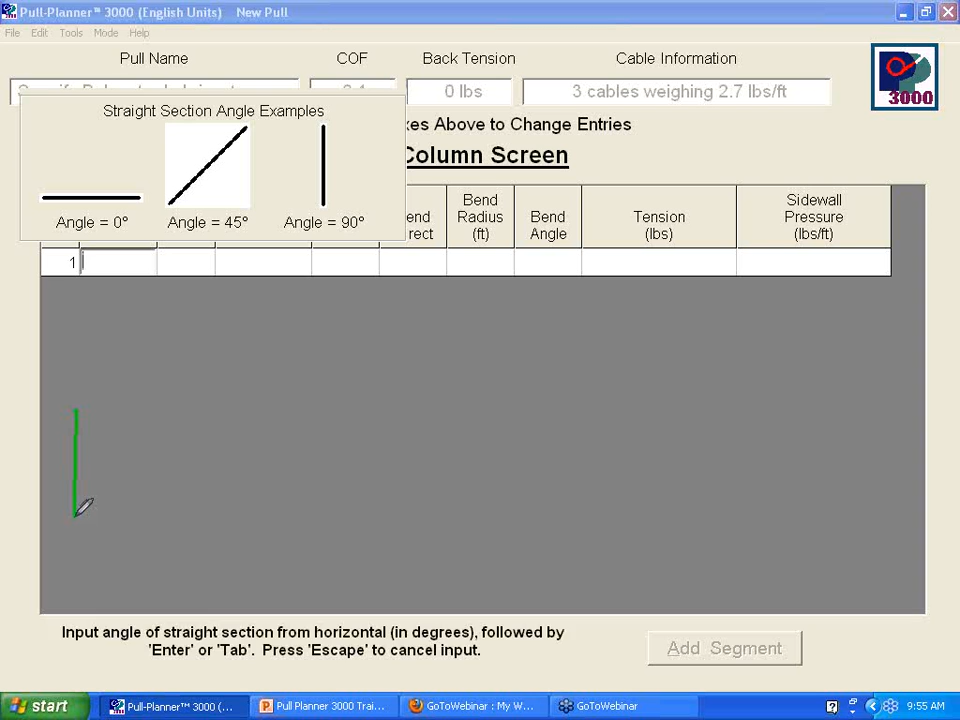 Pull-Planner™ 3000 (English Units)   New Pull
File Edit Tools Mode Help
Pull Name COF Back Tension Cable Information
0 lbs 3 cables weighing 2.7 lbs/ft
3000
Straight Section Angle Examples
Angle = 0° Angle = 45° Angle = 90°
xes Above to Change Entries
Column Screen
Bend Radius (ft)
Bend Angle
Tension (lbs)
Sidewall Pressure (lbs/ft)
1
Input angle of straight section from horizontal (in degrees), followed by
'Enter' or 'Tab'. Press 'Escape' to cancel input.
Add Segment
start Pull-Planner™ 3000 (... Pull Planner 3000 Trai... GoToWebinar : My W... GoToWebinar 9:55 AM